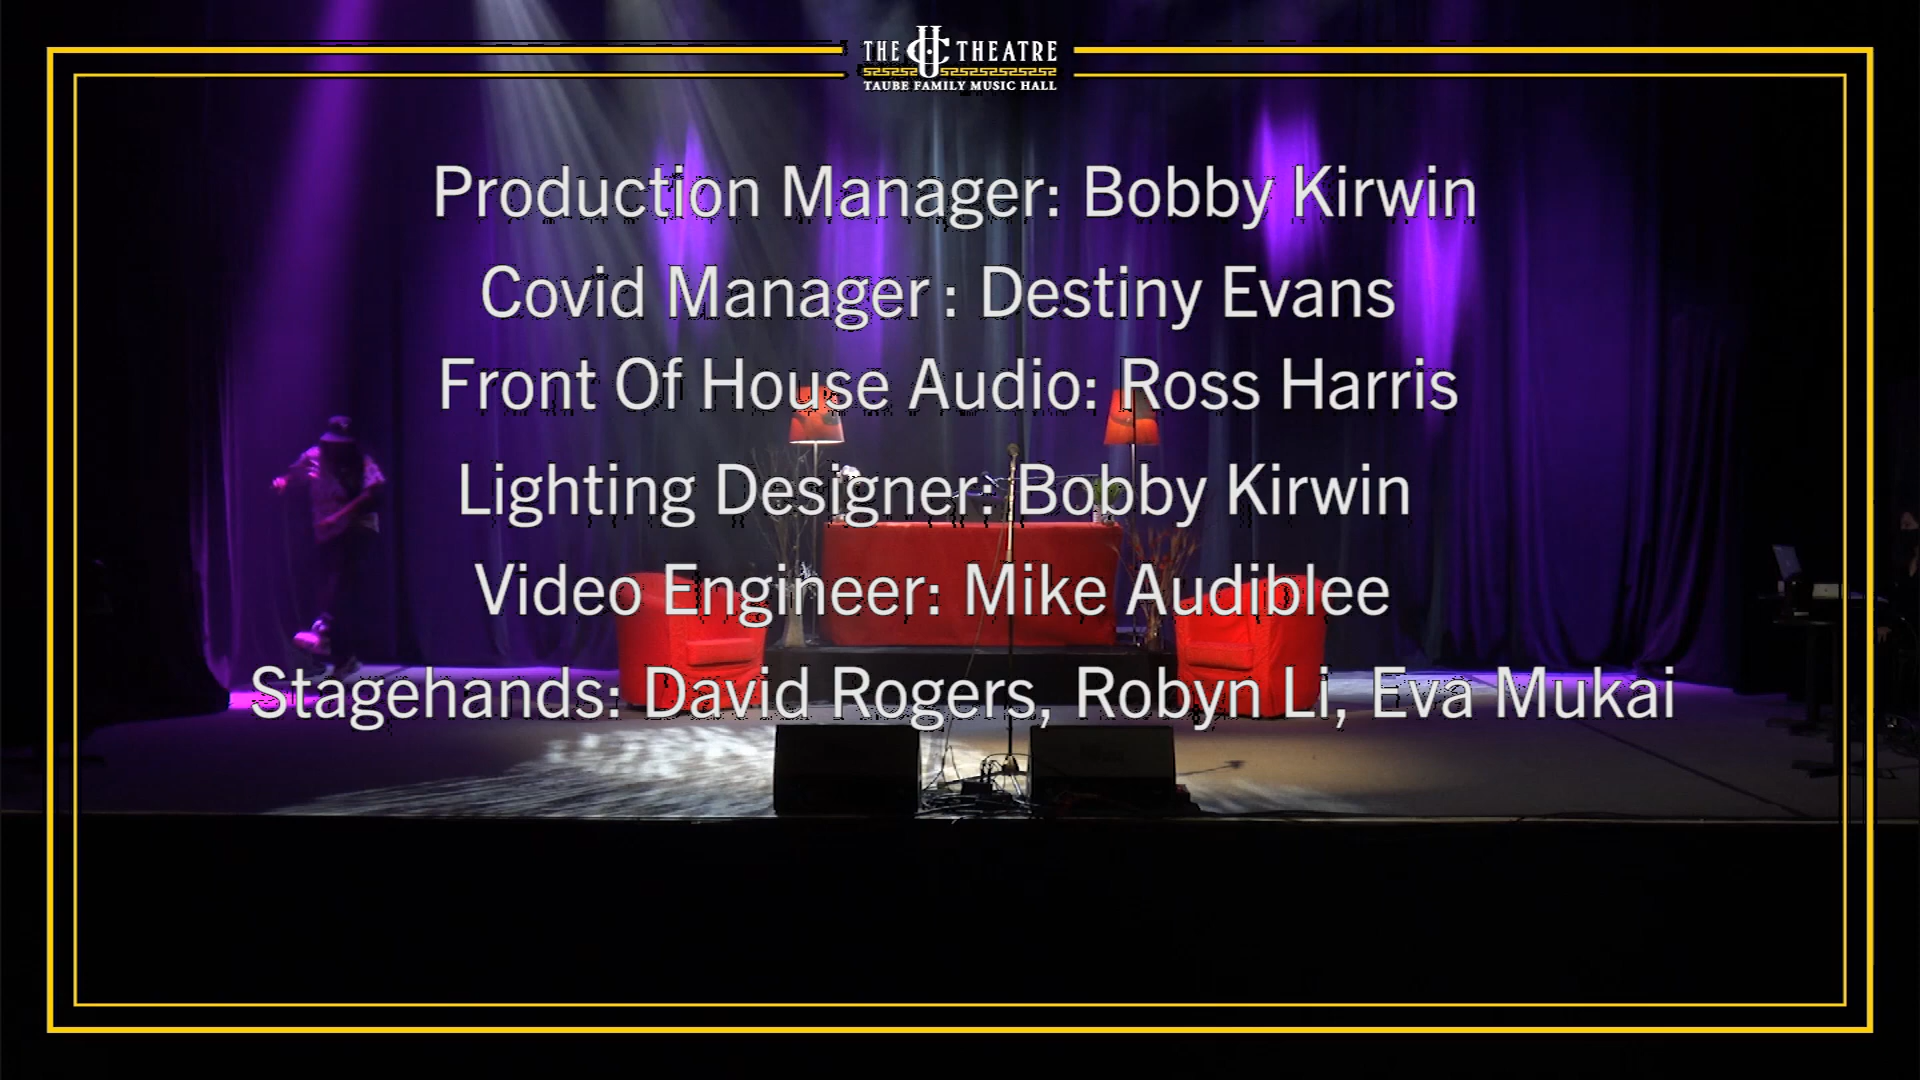 THE UC THEATRE
TAUBE FAMILY MUSIC HALL
Production Manager: Bobby Kirwin
Covid Manager : Destiny Evans
Front Of House Audio: Ross Harris
Lighting Designer: Bobby Kirwin
Video Engineer: Mike Audiblee
Stagehands: David Rogers, Robyn Li, Eva Mukai